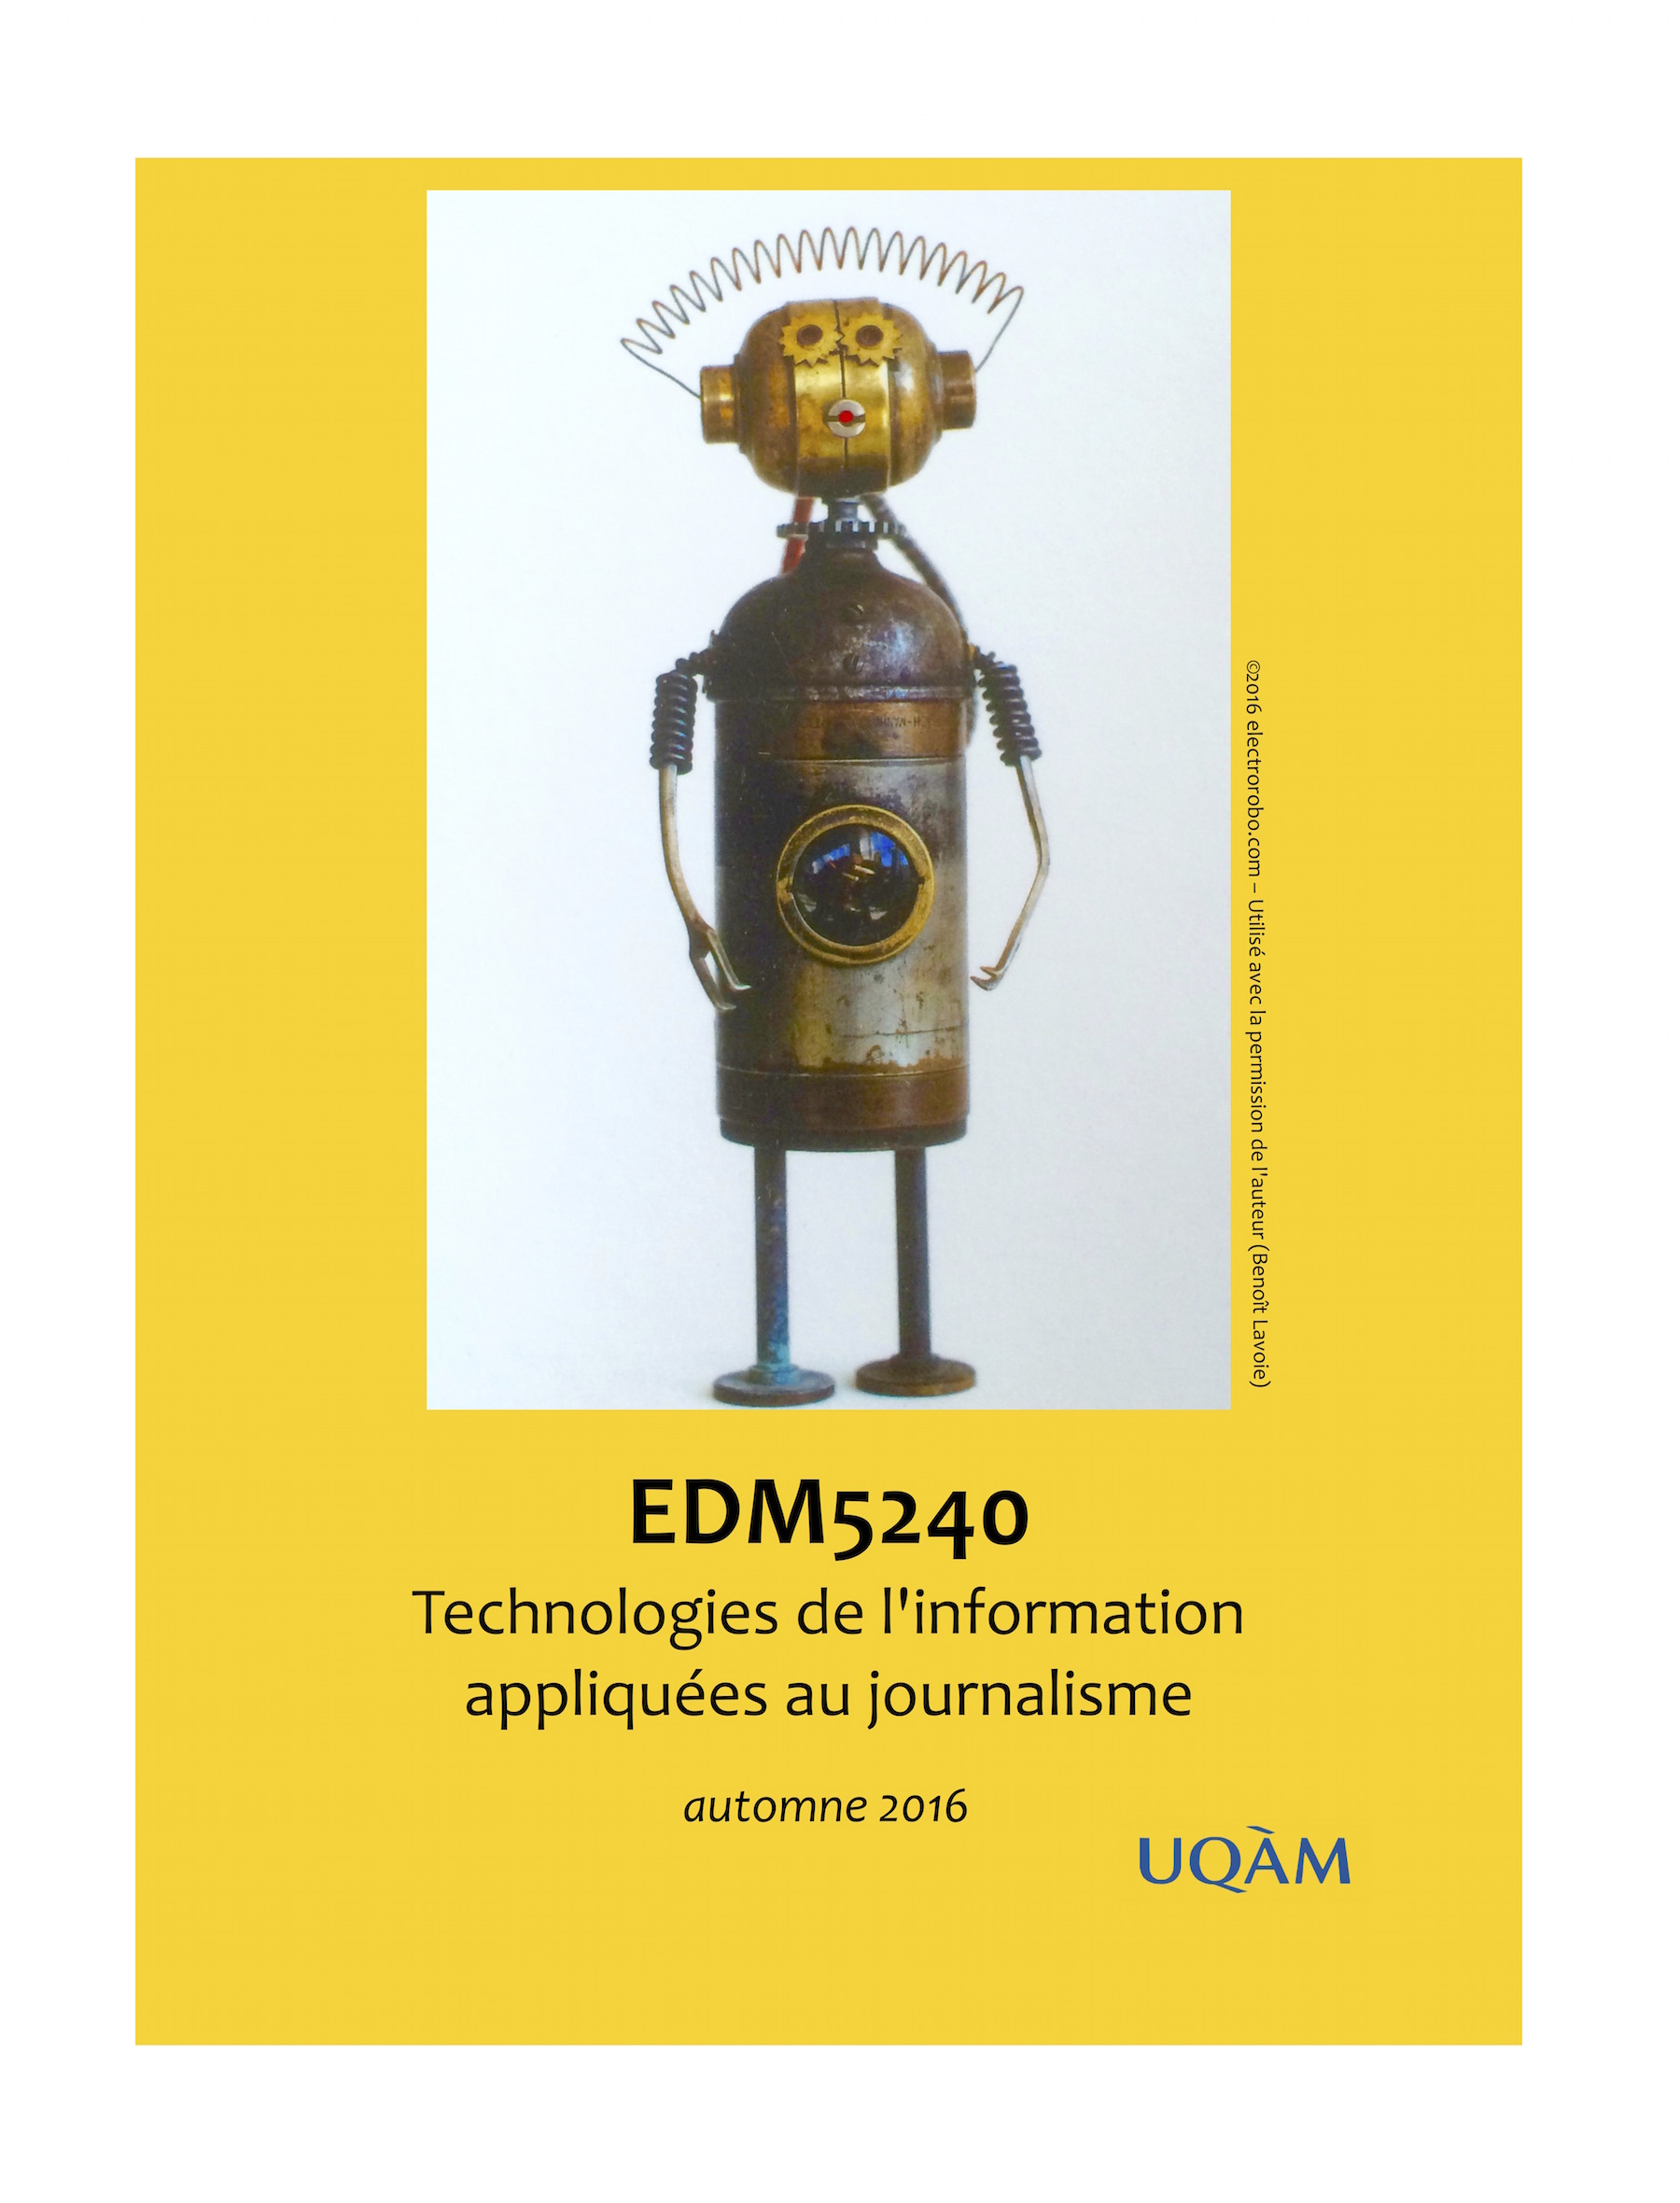 ©2016 electrorobo.com – Utilisé avec la permission de l'auteur (Benoît Lavoie)
EDM5240
Technologies de l'information
appliquées au journalisme
automne 2016
UQÀM